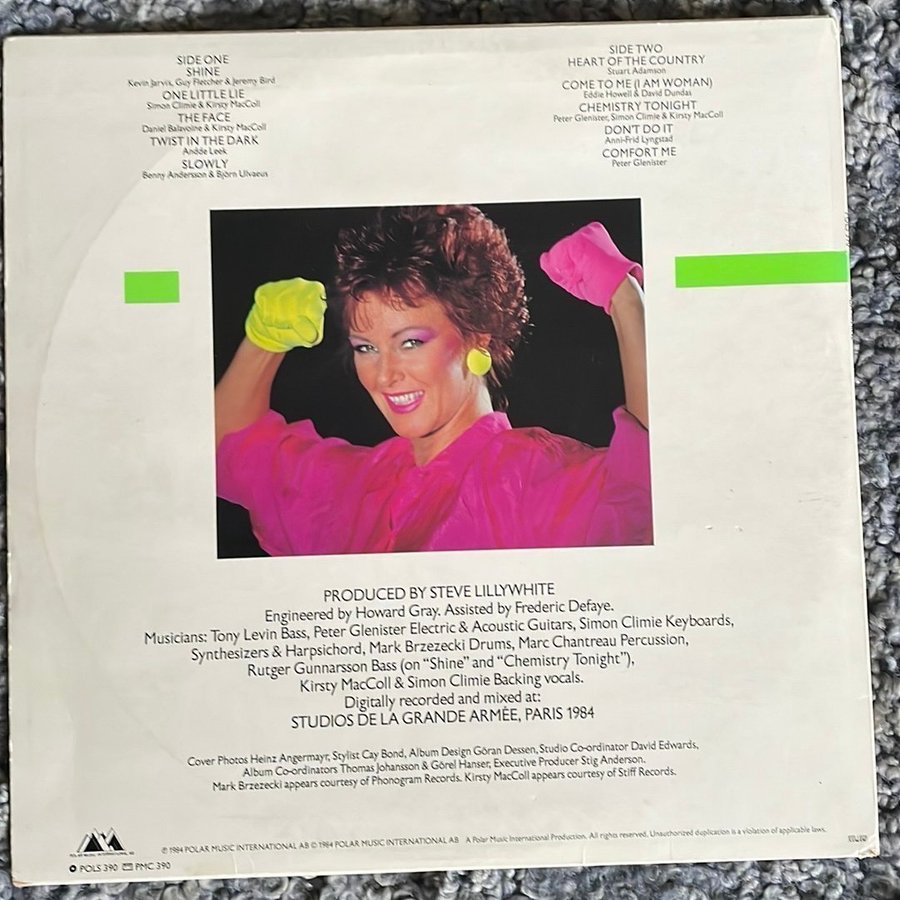 SIDE ONE
SHINE
Kevin Jarvis, Guy Fletcher & Jeremy Bird
ONE LITTLE LIE
Simon Climie & Kirsty MacColl
THE FACE
Daniel Balavoine & Kirsty MacColl
TWIST IN THE DARK
Andée Leek
SLOWLY
Benny Andersson & Björn Ulvaeus
SIDE TWO
HEART OF THE COUNTRY
Stuart Adamson
COME TO ME (I AM WOMAN)
Eddie Howell & David Dundas
CHEMISTRY TONIGHT
Peter Glenister, Simon Climie & Kirsty MacColl
DON'T DO IT
Anni-Frid Lyngstad
COMFORT ME
Peter Glenister
PRODUCED BY STEVE LILLYWHITE
Engineered by Howard Gray. Assisted by Frederic Defaye.
Musicians: Tony Levin Bass, Peter Glenister Electric & Acoustic Guitars, Simon Climie Keyboards,
Synthesizers & Harpsichord, Mark Brzezecki Drums, Marc Chantreau Percussion,
Rutger Gunnarsson Bass (on "Shine" and "Chemistry Tonight"),
Kirsty MacColl & Simon Climie Backing vocals.
Digitally recorded and mixed at:
STUDIOS DE LA GRANDE ARMÉE, PARIS 1984
Cover Photos Heinz Angermayr, Stylist Cay Bond, Album Design Göran Dessen, Studio Co-ordinator David Edwards,
Album Co-ordinators Thomas Johansson & Görel Hanser, Executive Producer Stig Anderson.
Mark Brzezecki appears courtesy of Phonogram Records. Kirsty MacColl appears courtesy of Stiff Records.
POLAR MUSIC INTERNATIONAL AB
℗ 1984 POLAR MUSIC INTERNATIONAL AB © 1984 POLAR MUSIC INTERNATIONAL AB A Polar Music International Production. All rights reserved. Unauthorized duplication is a violation of applicable laws.
POLS 390 PMC 390